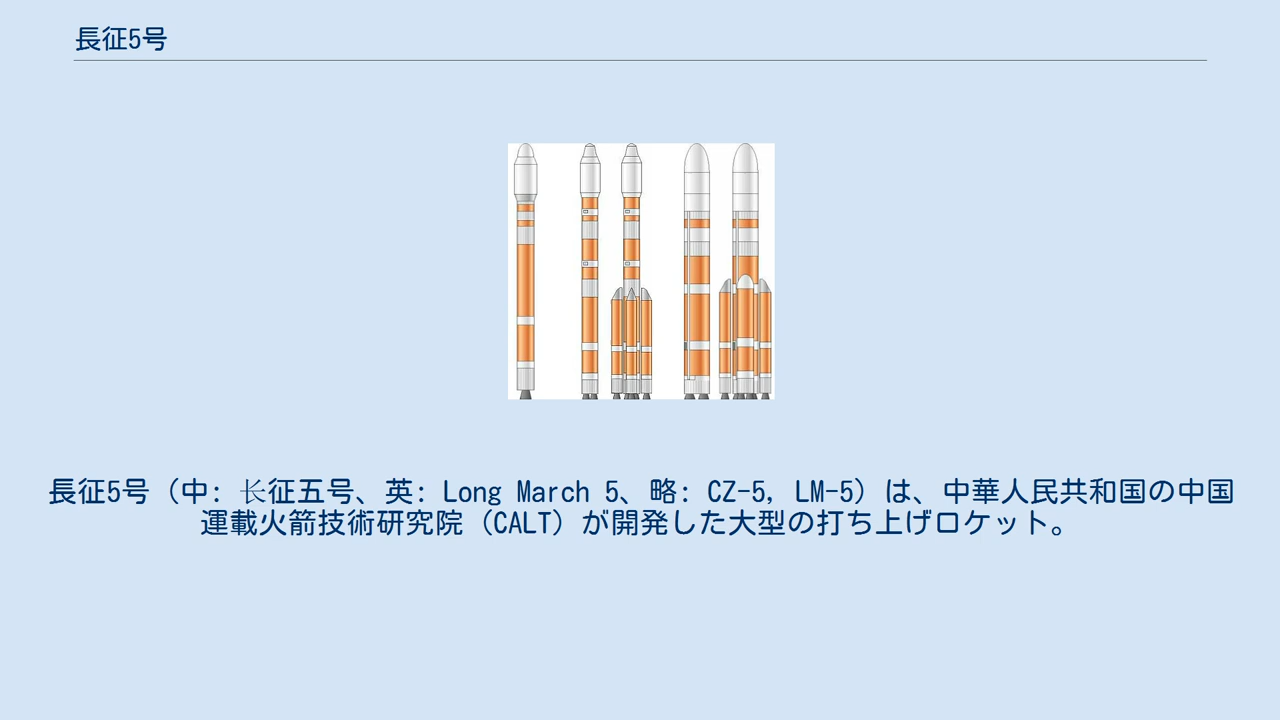 長征5号
長征5号（中: 长征五号、英: Long March 5、略: CZ-5, LM-5）は、中華人民共和国の中国
運載火箭技術研究院（CALT）が開発した大型の打ち上げロケット。